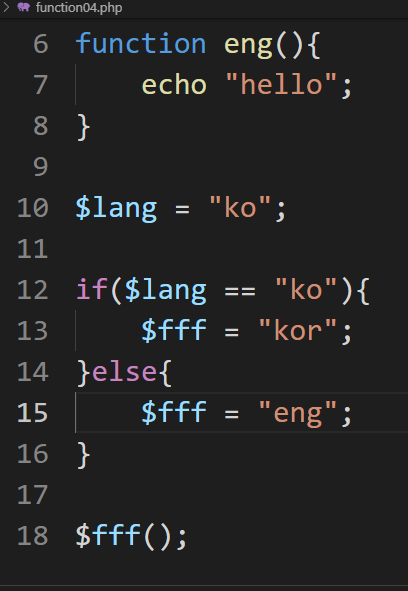 function04.php
6 function eng(){
7     echo "hello";
8 }
9
10 $lang = "ko";
11
12 if($lang == "ko"){
13     $fff = "kor";
14 }else{
15     $fff = "eng";
16 }
17
18 $fff();